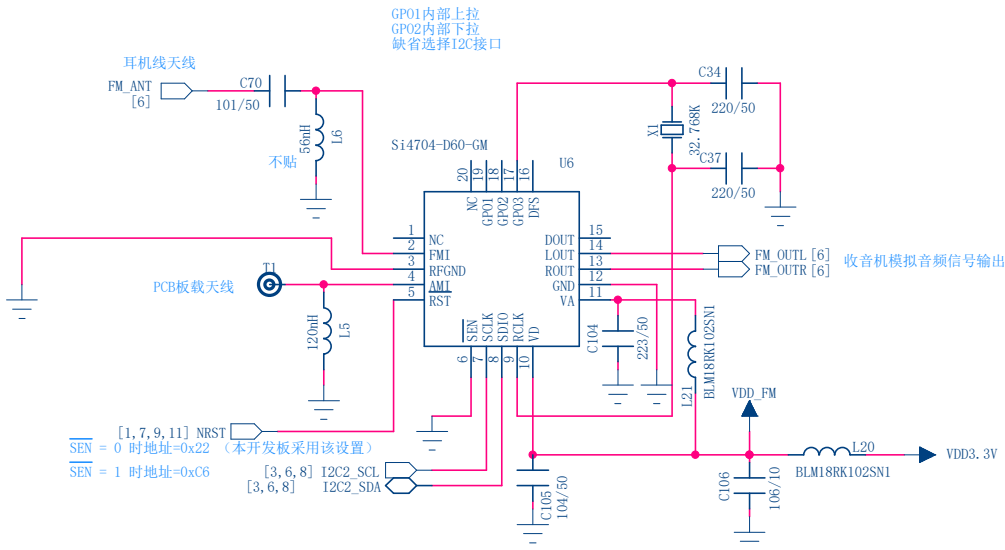 GPO1内部上拉
GPO2内部下拉
缺省选择I2C接口
耳机线天线
FM_ANT
[6]
C70
101/50
56nH
L6
不贴
Si4704-D60-GM
U6
C34
220/50
X1
32.768K
C37
220/50
20
19
18
17
16
NC
GPO1
GPO2
GPO3
DFS
1
NC
2
FMI
3
RFGND
4
AMI
5
RST
DOUT
15
LOUT
14
ROUT
13
GND
12
VA
11
SEN
SCLK
SDIO
RCLK
VD
6
7
8
9
10
FM_OUTL [6]
FM_OUTR [6]
收音机模拟音频信号输出
T1
PCB板载天线
120nH
L5
C104
223/50
BLM18RK102SN1
L21
VDD_FM
[1,7,9,11] NRST
SEN = 0 时地址=0x22 （本开发板采用该设置）
SEN = 1 时地址=0xC6
[3,6,8] I2C2_SCL
[3,6,8] I2C2_SDA
C105
104/50
C106
106/10
L20
BLM18RK102SN1
VDD3.3V